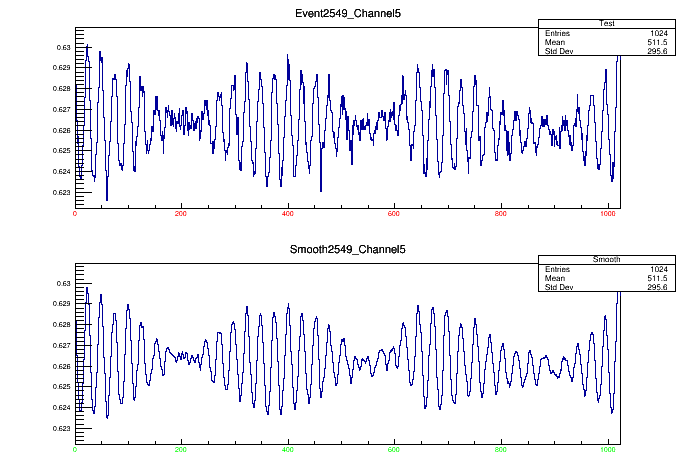 Event2549_Channel5
Test
Entries 1024
Mean 511.5
Std Dev 295.6
0.63
0.629
0.628
0.627
0.626
0.625
0.624
0.623
0 200 400 600 800 1000
Smooth2549_Channel5
Smooth
Entries 1024
Mean 511.5
Std Dev 295.6
0.63
0.629
0.628
0.627
0.626
0.625
0.624
0.623
0 200 400 600 800 1000